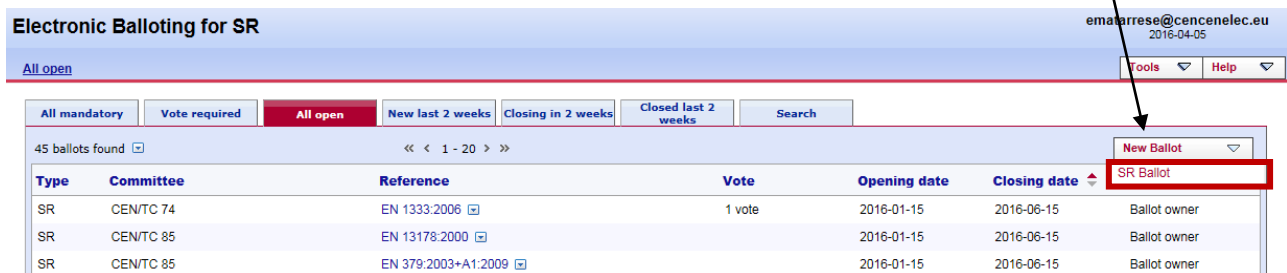 Electronic Balloting for SR
ematarrese@cencenelec.eu
2016-04-05
All open
Tools Help
All mandatory Vote required All open New last 2 weeks Closing in 2 weeks Closed last 2 weeks Search
45 ballots found « < 1 - 20 > » New Ballot
SR Ballot
Type Committee Reference Vote Opening date Closing date
SR CEN/TC 74 EN 1333:2006 1 vote 2016-01-15 2016-06-15 Ballot owner
SR CEN/TC 85 EN 13178:2000 2016-01-15 2016-06-15 Ballot owner
SR CEN/TC 85 EN 379:2003+A1:2009 2016-01-15 2016-06-15 Ballot owner